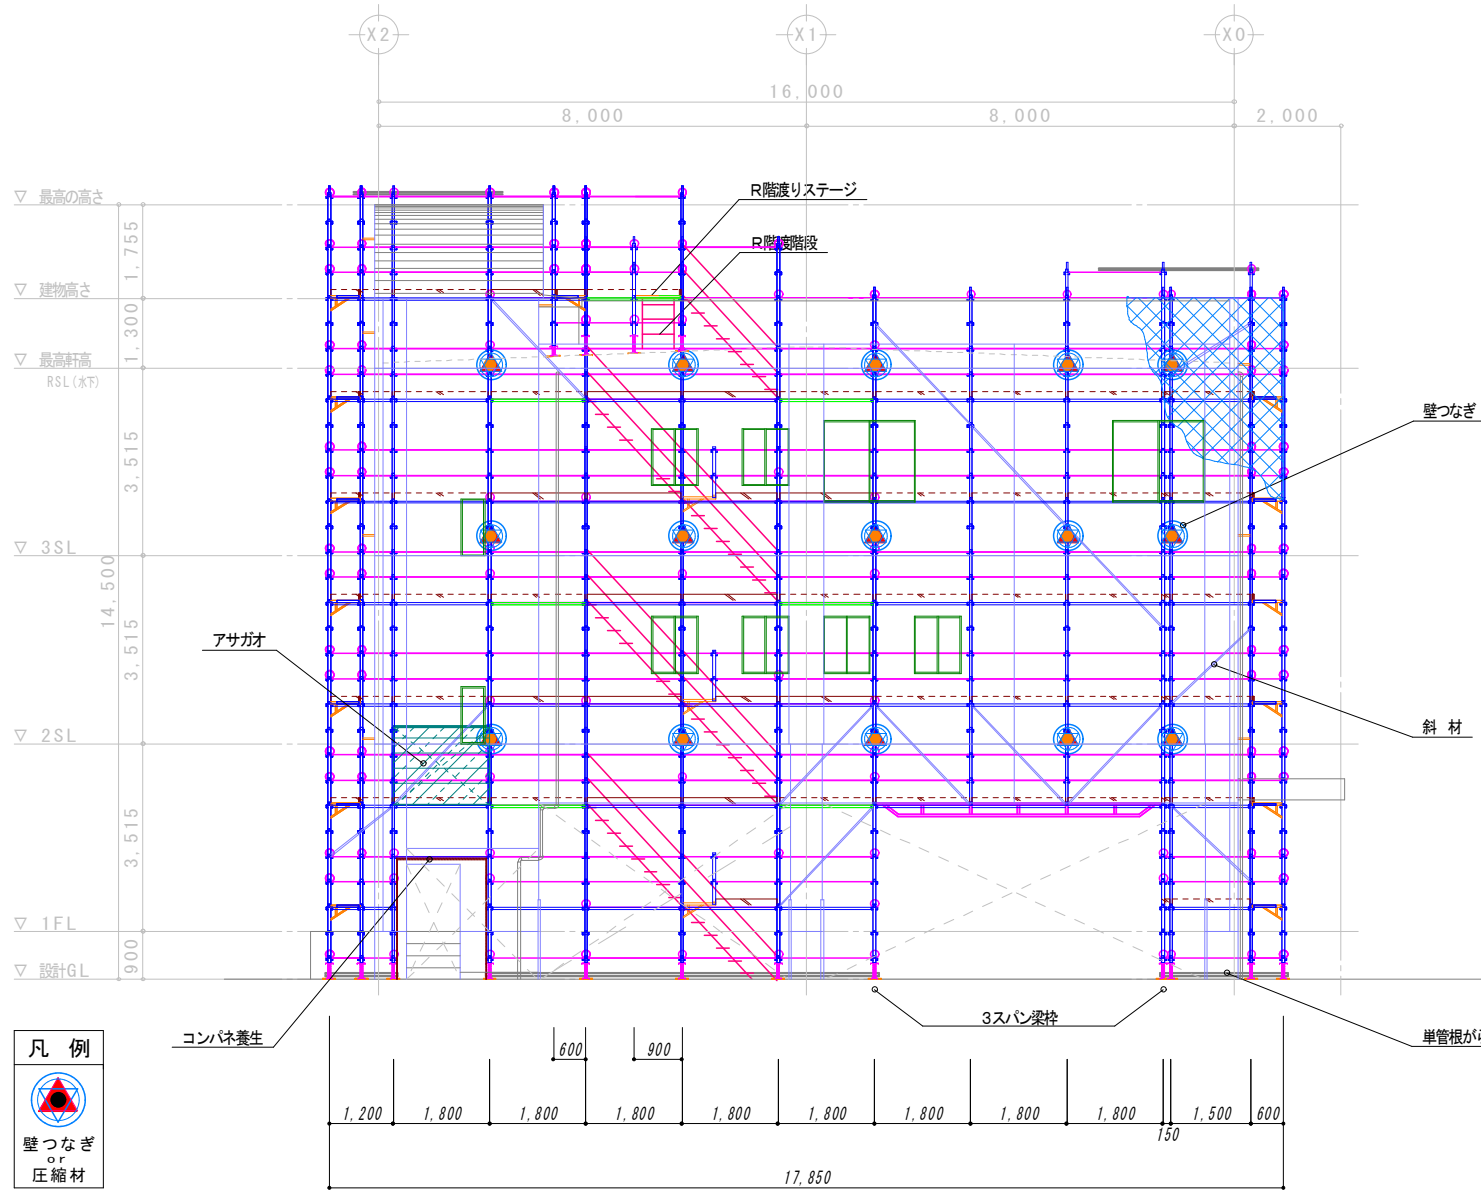 X2
X1
X0
16,000
8,000
8,000
2,000
▽ 最高の高さ
1,755
▽ 建物高さ
1,300
▽ 最高軒高
RSL(水下)
3,515
▽ 3SL
14,500
3,515
▽ 2SL
3,515
▽ 1FL
900
▽ 設計GL
R階渡りステージ
R階渡階段
壁つなぎ
アサガオ
斜 材
コンパネ養生
3スパン梁枠
単管根が
600
900
1,200
1,800
1,800
1,800
1,800
1,800
1,800
1,800
1,800
150
1,500
600
17,850
凡 例
壁つなぎ
or
圧縮材